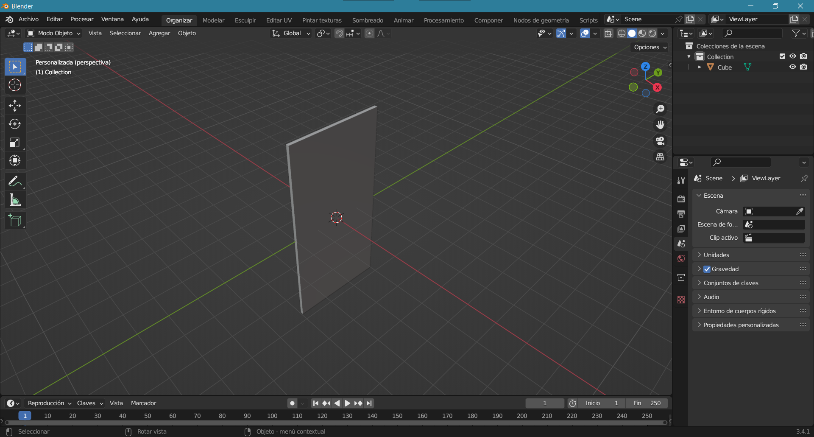 Blender
Archivo Editar Procesar Ventana Ayuda Organizar Modelar Esculpir Editar UV Pintar texturas Sombreado Animar Procesamiento Componer Nodos de geometría Scripts Scene ViewLayer
Modo Objeto Vista Seleccionar Agregar Objeto Global
Opciones
Personalizada (perspectiva)
(1) Collection
Z
Y
X
Colecciones de la escena
Collection
Cube
Scene ViewLayer
Escena
Cámara
Escena de fo...
Clip activo
Unidades
Gravedad
Conjuntos de claves
Audio
Entorno de cuerpos rígidos
Propiedades personalizadas
Reproducción Claves Vista Marcador 1 Inicio 1 Fin 250
1 10 20 30 40 50 60 70 80 90 100 110 120 130 140 150 160 170 180 190 200 210 220 230 240 250
Seleccionar Rotar vista Objeto - menú contextual 3.4.1